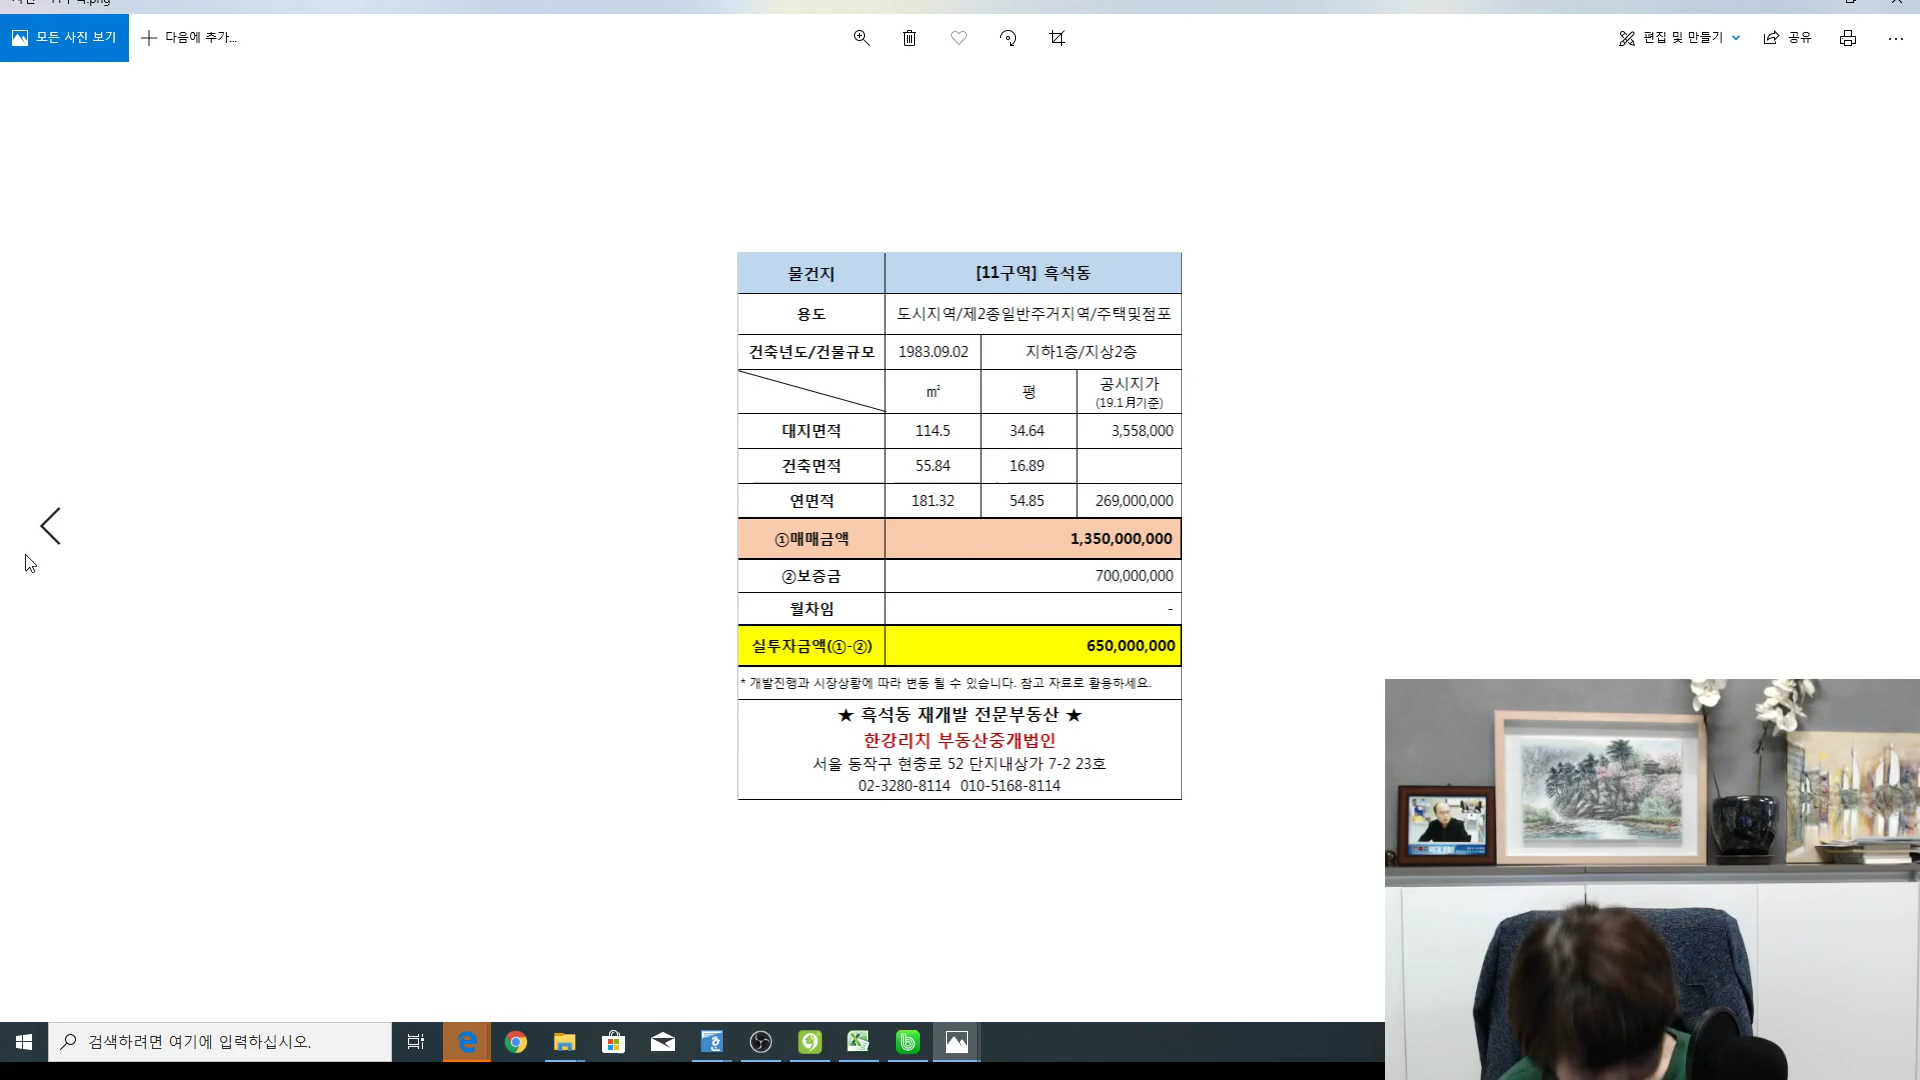 모든 사진 보기
다음에 추가...
편집 및 만들기
공유
물건지 [11구역] 흑석동
용도 도시지역/제2종일반주거지역/주택및점포
건축년도/건물규모 1983.09.02 지하1층/지상2층
㎡ 평 공시지가
(19.1月기준)
대지면적 114.5 34.64 3,558,000
건축면적 55.84 16.89
연면적 181.32 54.85 269,000,000
①매매금액 1,350,000,000
②보증금 700,000,000
월차임 -
실투자금액(①-②) 650,000,000
* 개발진행과 시장상황에 따라 변동 될 수 있습니다. 참고 자료로 활용하세요.
★ 흑석동 재개발 전문부동산 ★
한강리치 부동산중개법인
서울 동작구 현충로 52 단지내상가 7-2 23호
02-3280-8114 010-5168-8114
검색하려면 여기에 입력하십시오.